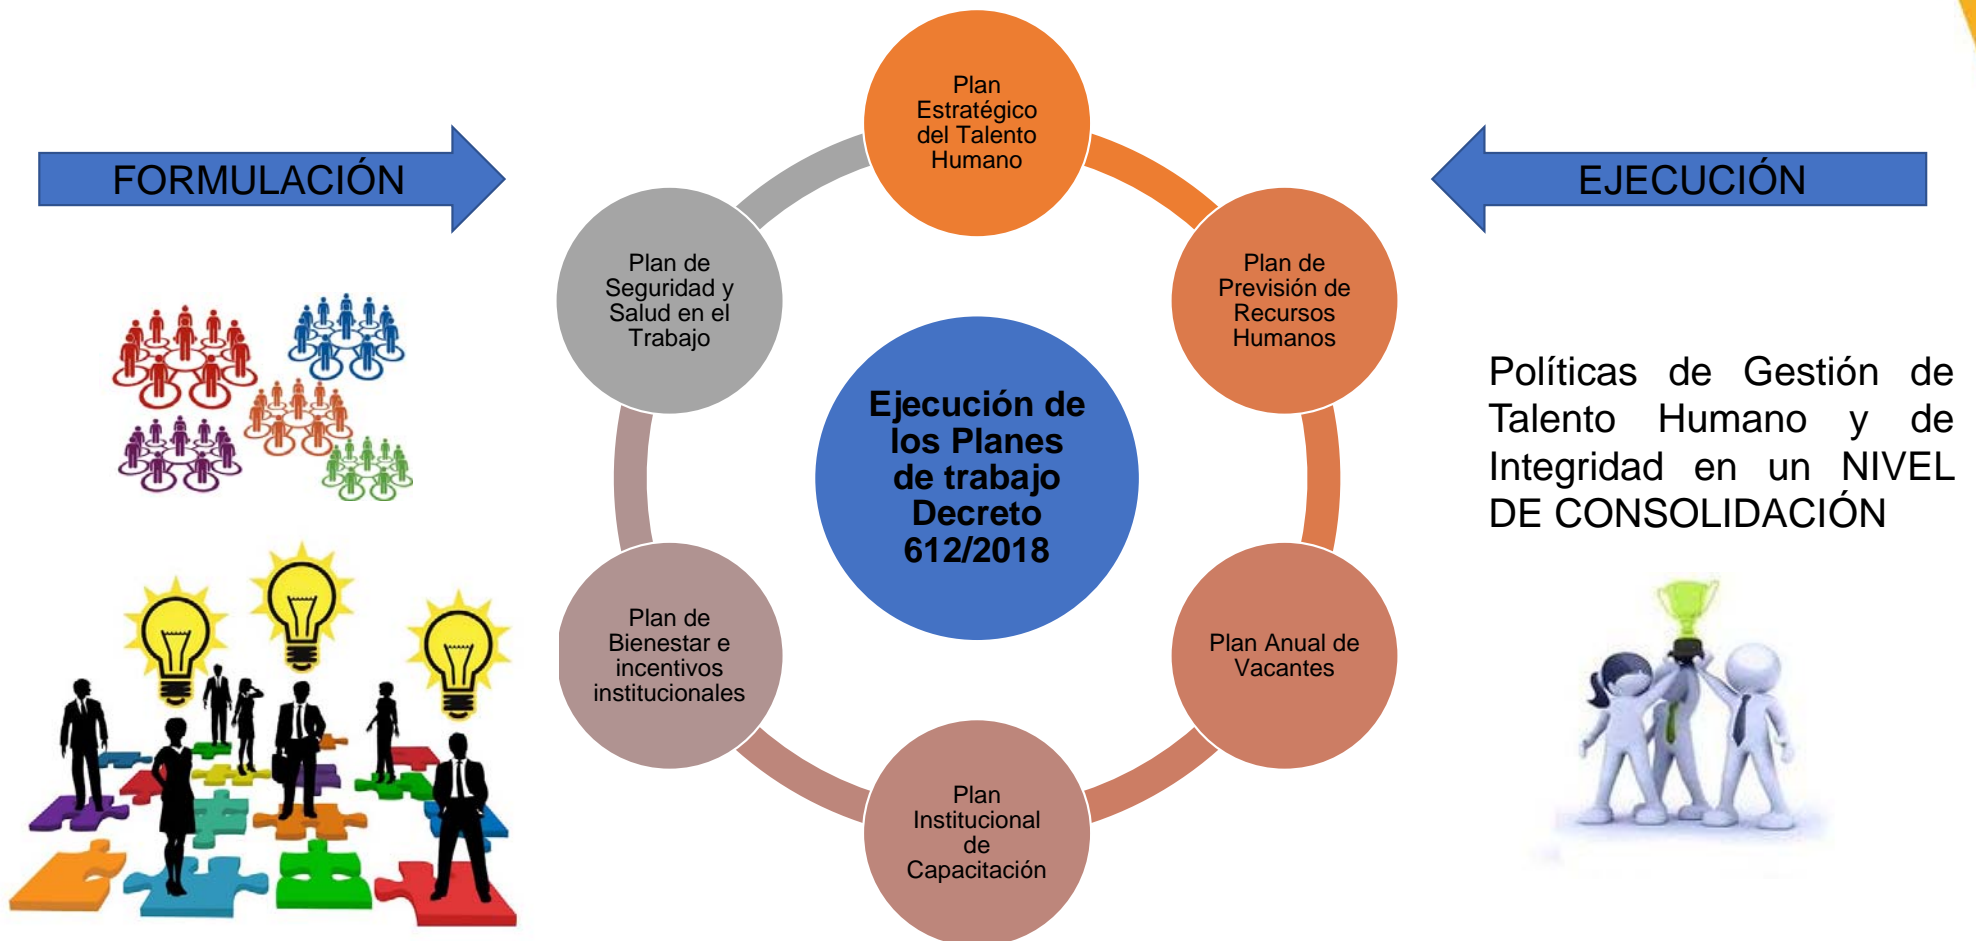 FORMULACIÓN
Plan
Estratégico
del Talento
Humano
EJECUCIÓN
Plan de
Seguridad y
Salud en el
Trabajo
Plan de
Previsión de
Recursos
Humanos
Ejecución de
los Planes
de trabajo
Decreto
612/2018
Políticas de Gestión de
Talento Humano y de
Integridad en un NIVEL
DE CONSOLIDACIÓN
Plan de
Bienestar e
incentivos
institucionales
Plan Anual de
Vacantes
Plan
Institucional
de
Capacitación